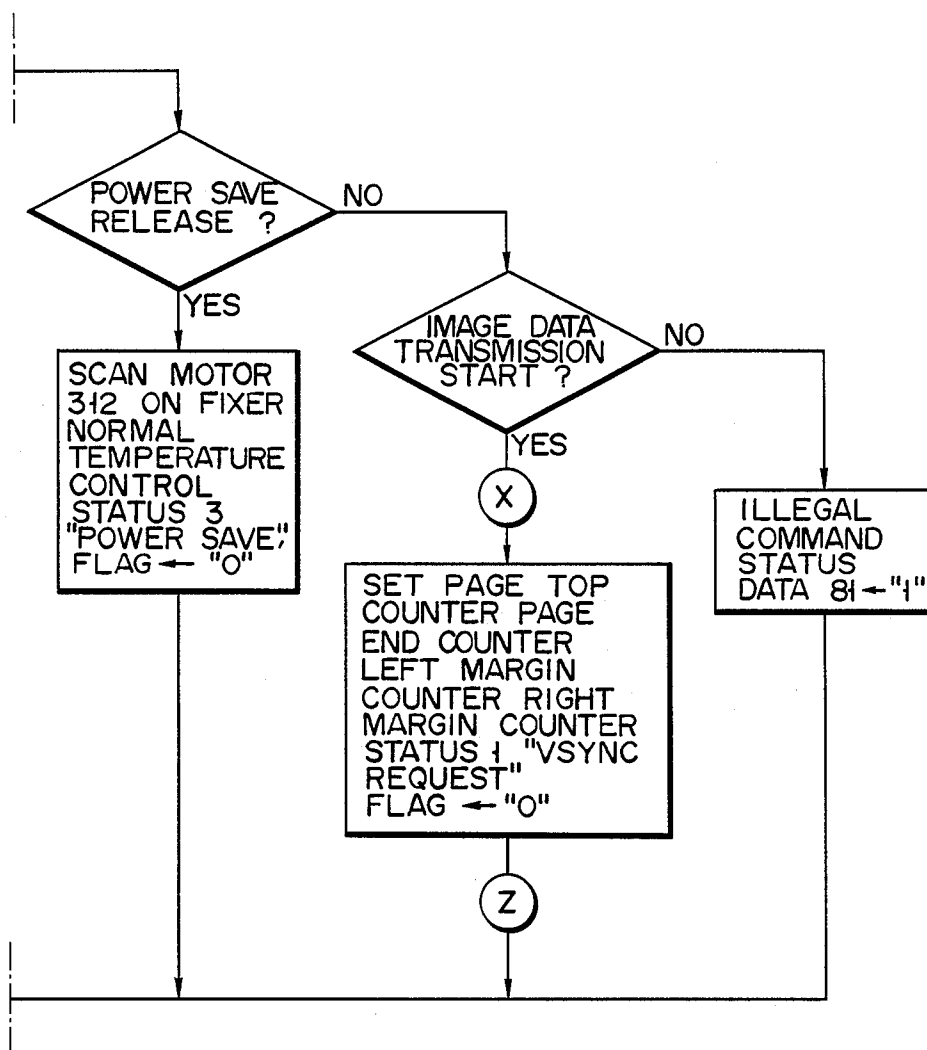 POWER SAVE
RELEASE ?
NO
YES
SCAN MOTOR
312 ON FIXER
NORMAL
TEMPERATURE
CONTROL
STATUS 3
"POWER SAVE",
FLAG ← "0"
IMAGE DATA
TRANSMISSION
START ?
NO
YES
X
SET PAGE TOP
COUNTER PAGE
END COUNTER
LEFT MARGIN
COUNTER RIGHT
MARGIN COUNTER
STATUS 1 "VSYNC
REQUEST"
FLAG ← "0"
Z
ILLEGAL
COMMAND
STATUS
DATA 81 ← "1"